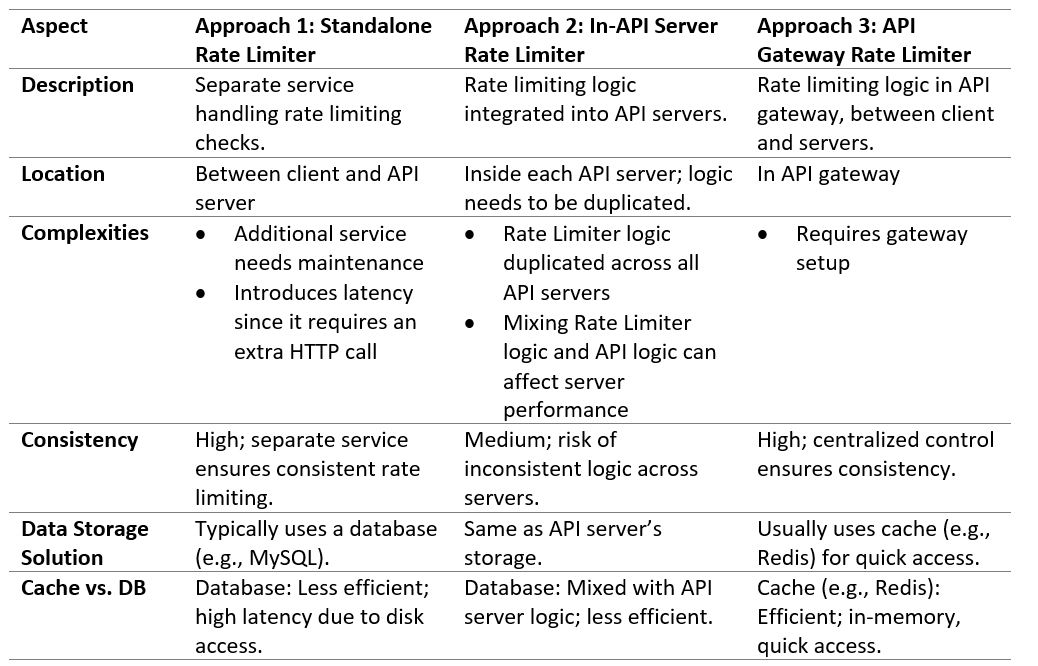 Aspect
Approach 1: Standalone
Rate Limiter
Approach 2: In-API Server
Rate Limiter
Approach 3: API
Gateway Rate Limiter
Description
Separate service
handling rate limiting
checks.
Rate limiting logic
integrated into API servers.
Rate limiting logic in API
gateway, between client
and servers.
Location
Between client and API
server
Inside each API server; logic
needs to be duplicated.
In API gateway
Complexities
• Additional service
needs maintenance
• Introduces latency
since it requires an
extra HTTP call
• Rate Limiter logic
duplicated across all
API servers
• Mixing Rate Limiter
logic and API logic can
affect server
performance
• Requires gateway
setup
Consistency
High; separate service
ensures consistent rate
limiting.
Medium; risk of
inconsistent logic across
servers.
High; centralized control
ensures consistency.
Data Storage
Solution
Typically uses a database
(e.g., MySQL).
Same as API server’s
storage.
Usually uses cache (e.g.,
Redis) for quick access.
Cache vs. DB
Database: Less efficient;
high latency due to disk
access.
Database: Mixed with API
server logic; less efficient.
Cache (e.g., Redis):
Efficient; in-memory,
quick access.